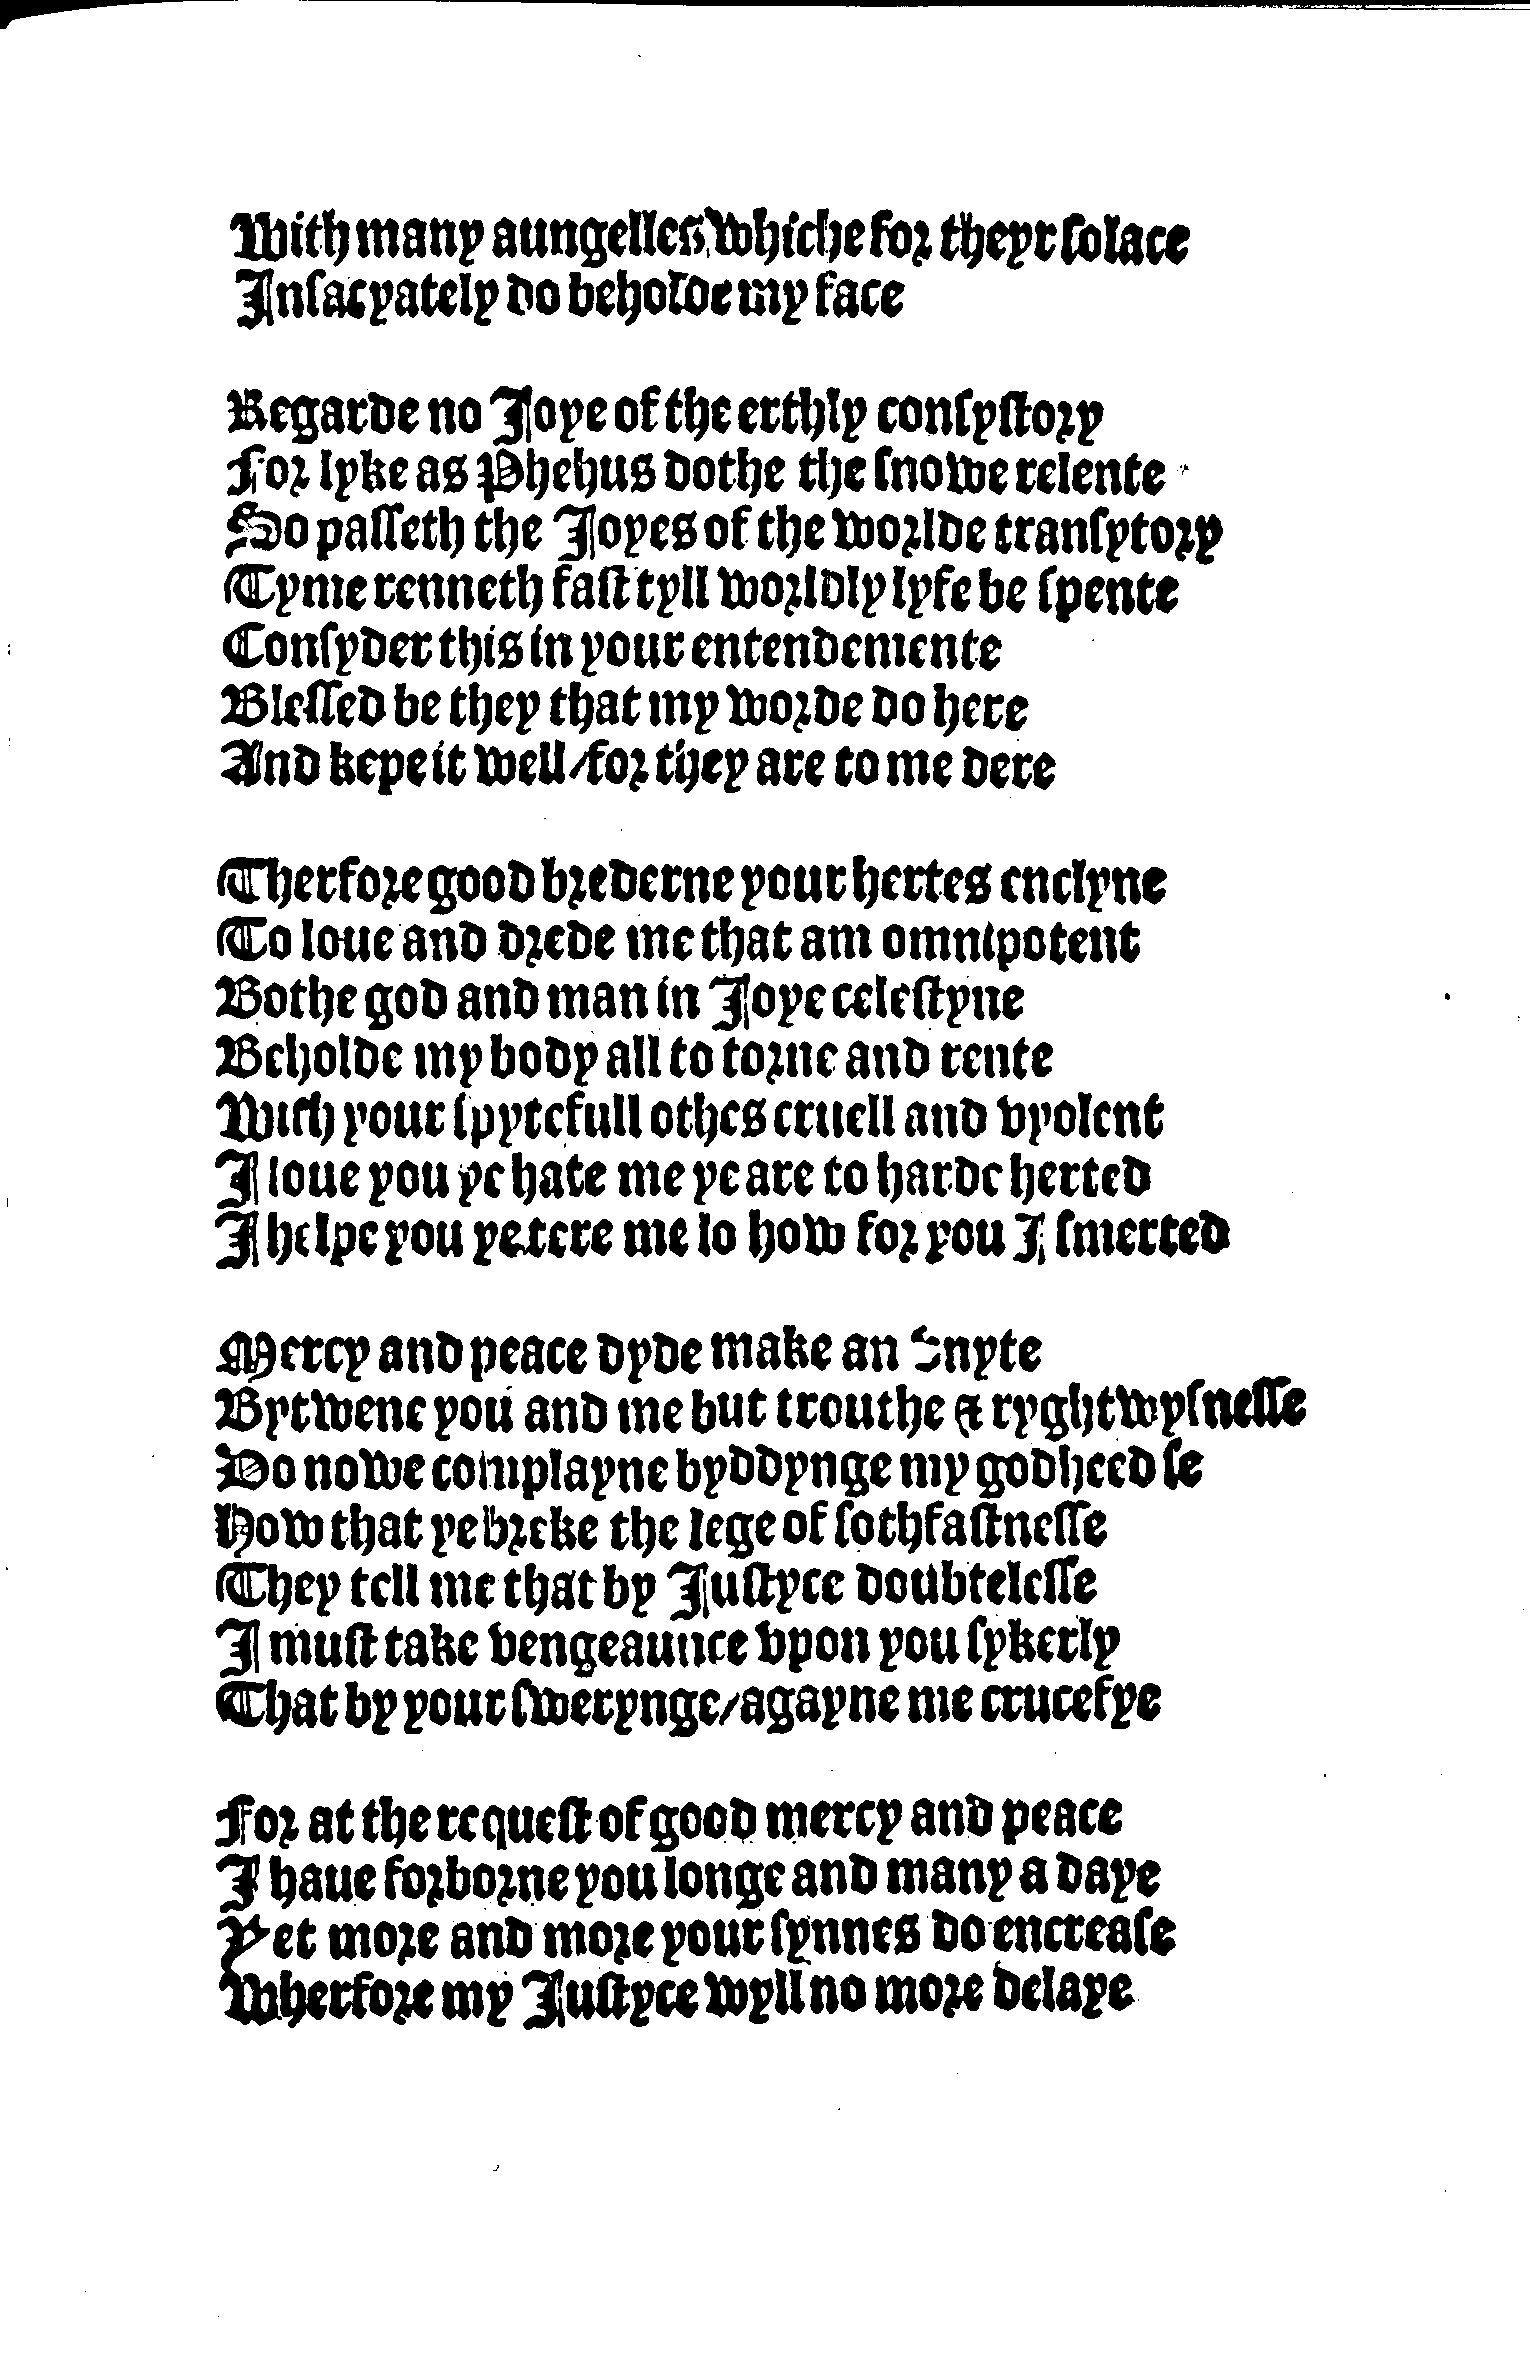 With many aungelles whiche for theyr ſolace
Inſacyately do beholde my face
Regarde no Joye of the erthly conſyſtory
For lyke as Phehus dothe the ſnowe relente
So paſſeth the Joyes of the worlde tranſytory
Tyme renneth faſt tyll worldly lyfe be ſpente
Conſyder this in your entendemente
Bleſſed be they that my worde do here
And kepe it well/for they are to me dere
Therfore good brederne your hertes enclyne
To loue and drede me that am omnipotent
Bothe god and man in Joye celeſtyne
Beholde my body all to torne and rente
With your ſpytefull othes cruell and vyolent
I loue you ye hate me ye are to harde herted
I helpe you ye tere me lo how for you I ſmerted
Mercy and peace dyde make an vnyte
Bytwene you and me but trouthe & ryghtwyſneſſe
Do nowe complayne byddynge my godheed ſe
How that ye breke the lege of ſothfaſtneſſe
They tell me that by Juſtyce doubteleſſe
I muſt take vengeaunce vpon you ſykerly
That by your ſwerynge/agayne me crucefye
For at the requeſt of good mercy and peace
I haue forborne you longe and many a daye
Yet more and more your ſynnes do encreaſe
Wherfore my Juſtyce wyll no more delaye